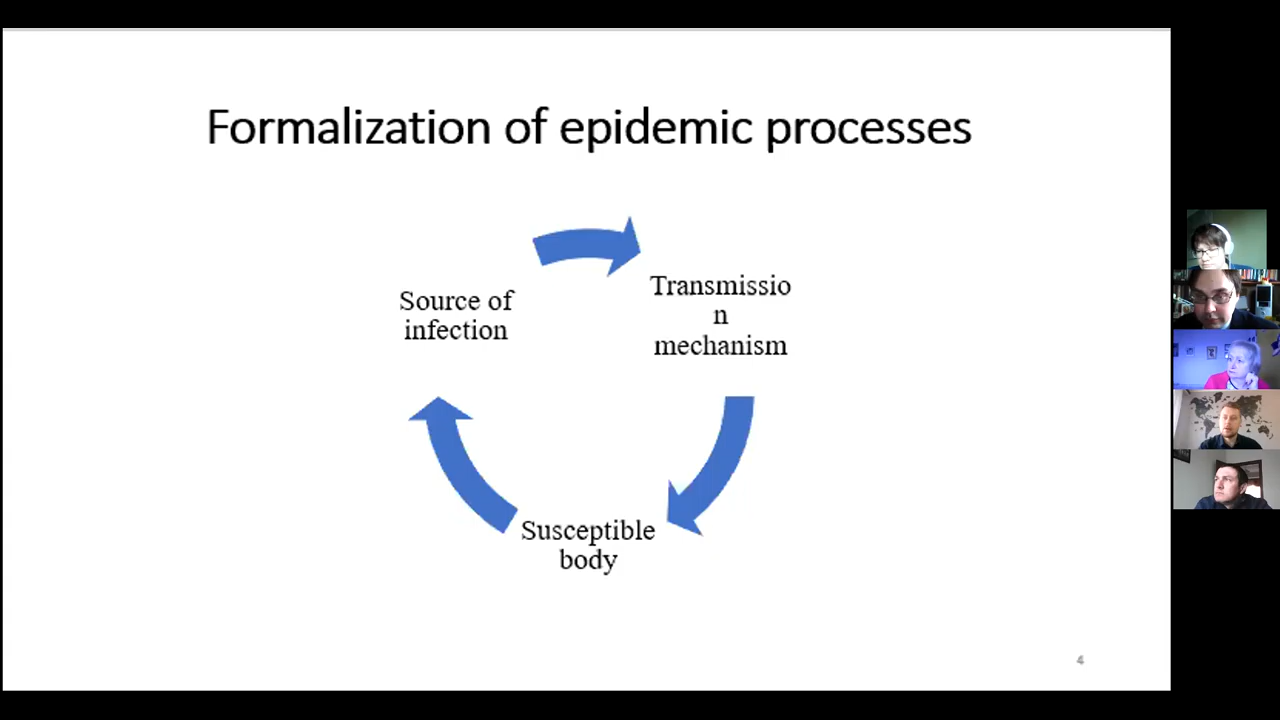 Formalization of epidemic processes
Source of
infection
Transmissio
n
mechanism
Susceptible
body
4